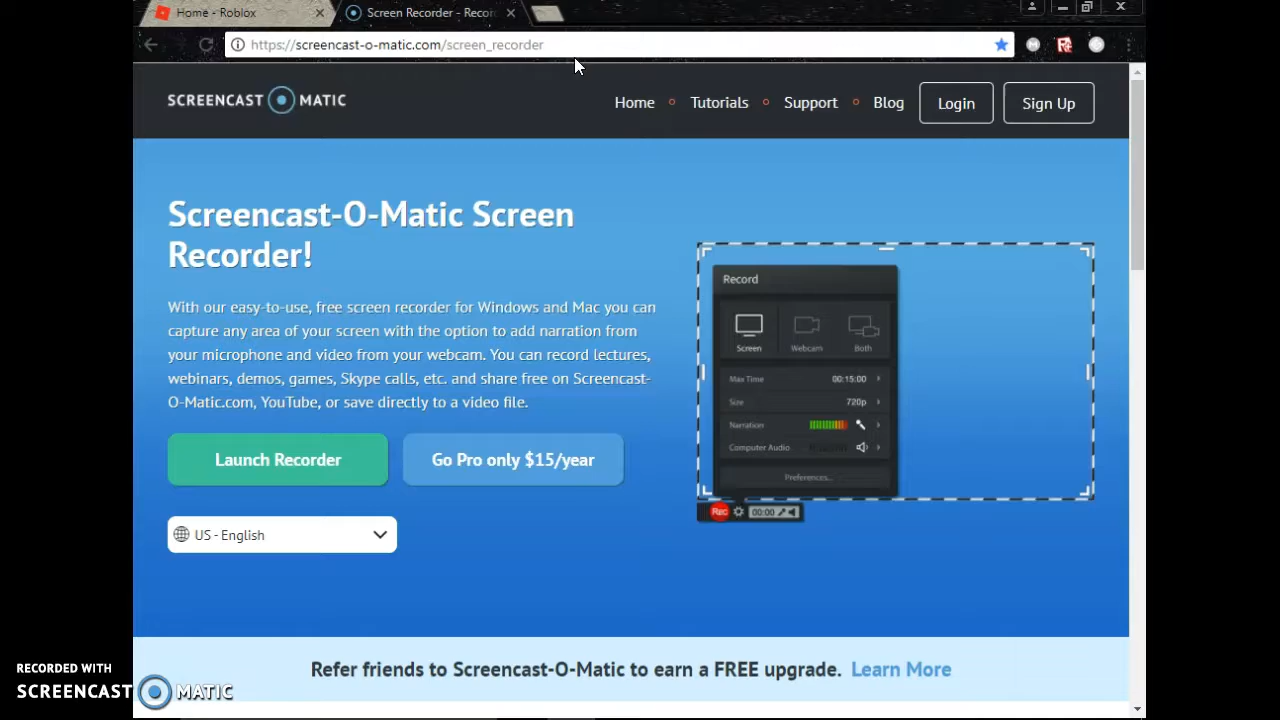 Home - Roblox
Screen Recorder - Recor
https://screencast-o-matic.com/screen_recorder
SCREENCAST MATIC
Home
Tutorials
Support
Blog
Login
Sign Up
Screencast-O-Matic Screen
Recorder!
With our easy-to-use, free screen recorder for Windows and Mac you can
capture any area of your screen with the option to add narration from
your microphone and video from your webcam. You can record lectures,
webinars, demos, games, Skype calls, etc. and share free on Screencast-
O-Matic.com, YouTube, or save directly to a video file.
Launch Recorder
Go Pro only $15/year
US - English
Record
Screen
Webcam
Both
Max Time 00:15:00
Size 720p
Narration
Computer Audio
Preferences...
Rec 00:00
Refer friends to Screencast-O-Matic to earn a FREE upgrade. Learn More
RECORDED WITH
SCREENCAST MATIC